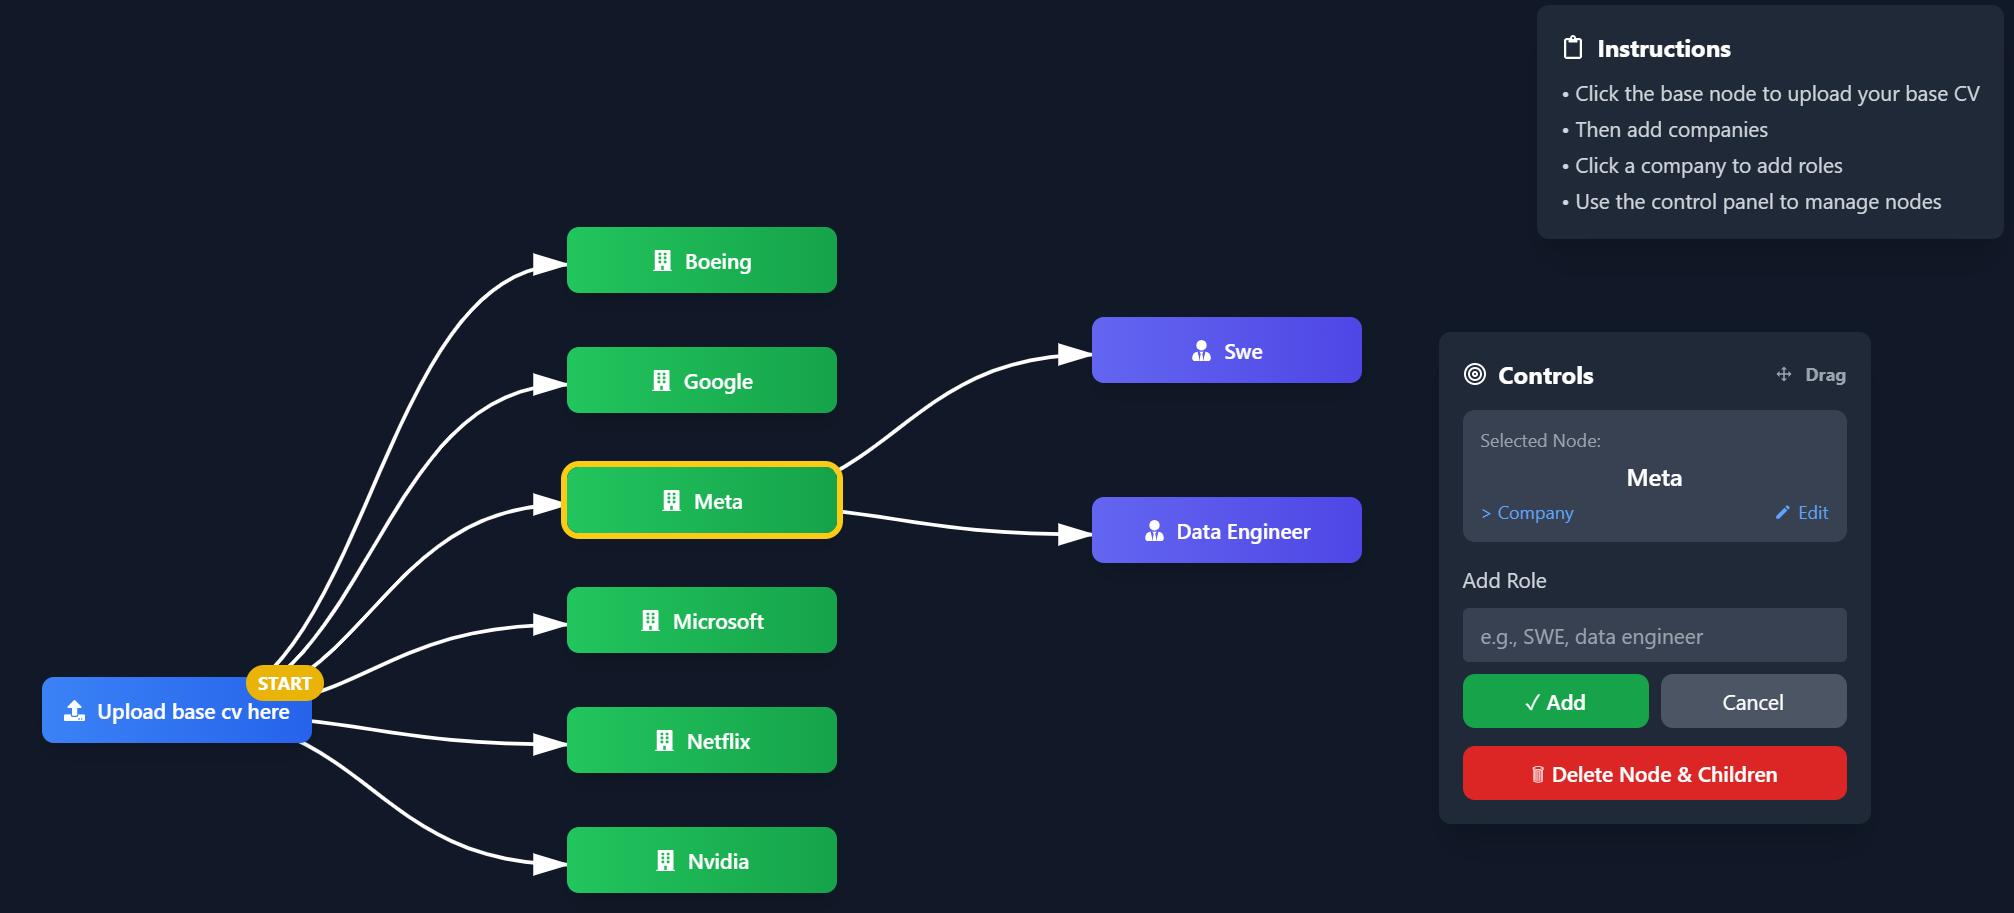 Instructions
• Click the base node to upload your base CV
• Then add companies
• Click a company to add roles
• Use the control panel to manage nodes
Boeing
Google
Meta
Microsoft
Netflix
Nvidia
START
Upload base cv here
Swe
Data Engineer
Controls
Drag
Selected Node:
Meta
> Company
Edit
Add Role
e.g., SWE, data engineer
✓ Add
Cancel
Delete Node & Children